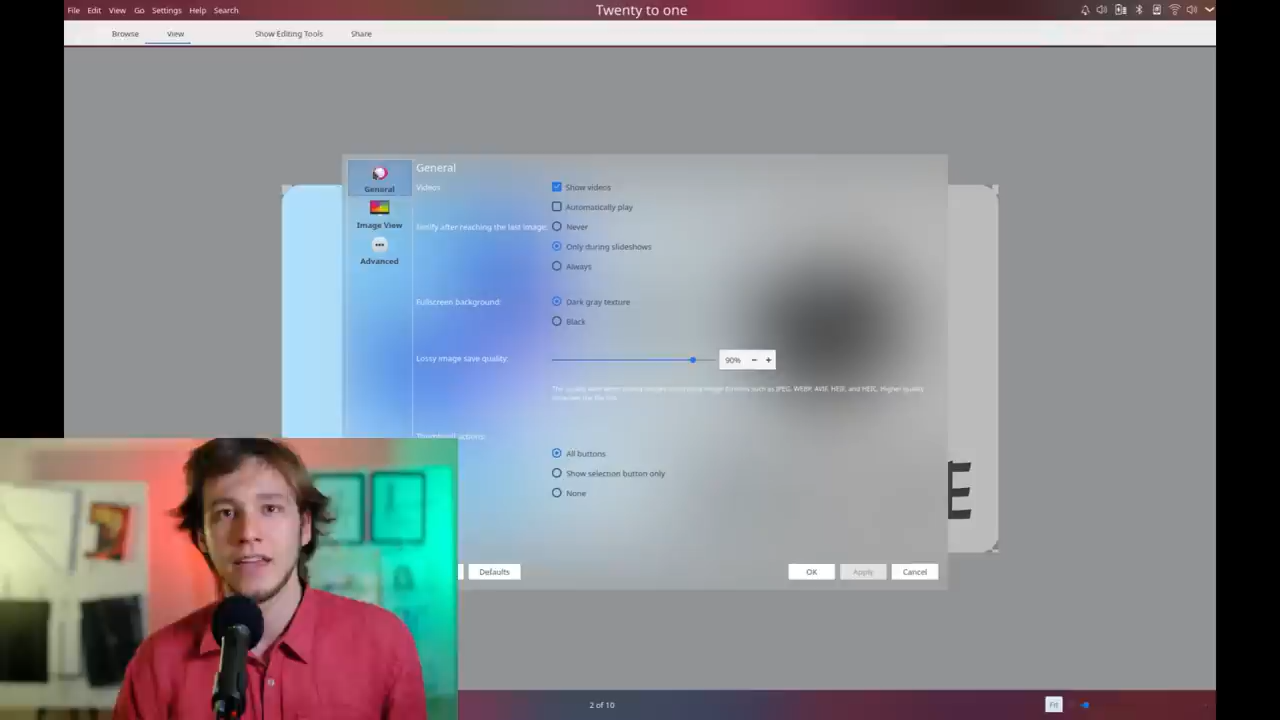 File Edit View Go Settings Help Search
Twenty to one
Browse View Show Editing Tools Share
General
General
Videos:
Show videos
Automatically play
Image View
Notify after reaching the last image:
Never
Only during slideshows
Advanced
Always
Fullscreen background:
Dark gray texture
Black
Lossy image save quality:
90% − +
Thumbnail actions:
All buttons
Show selection button only
None
E
Defaults
OK Apply Cancel
2 of 10
Fit